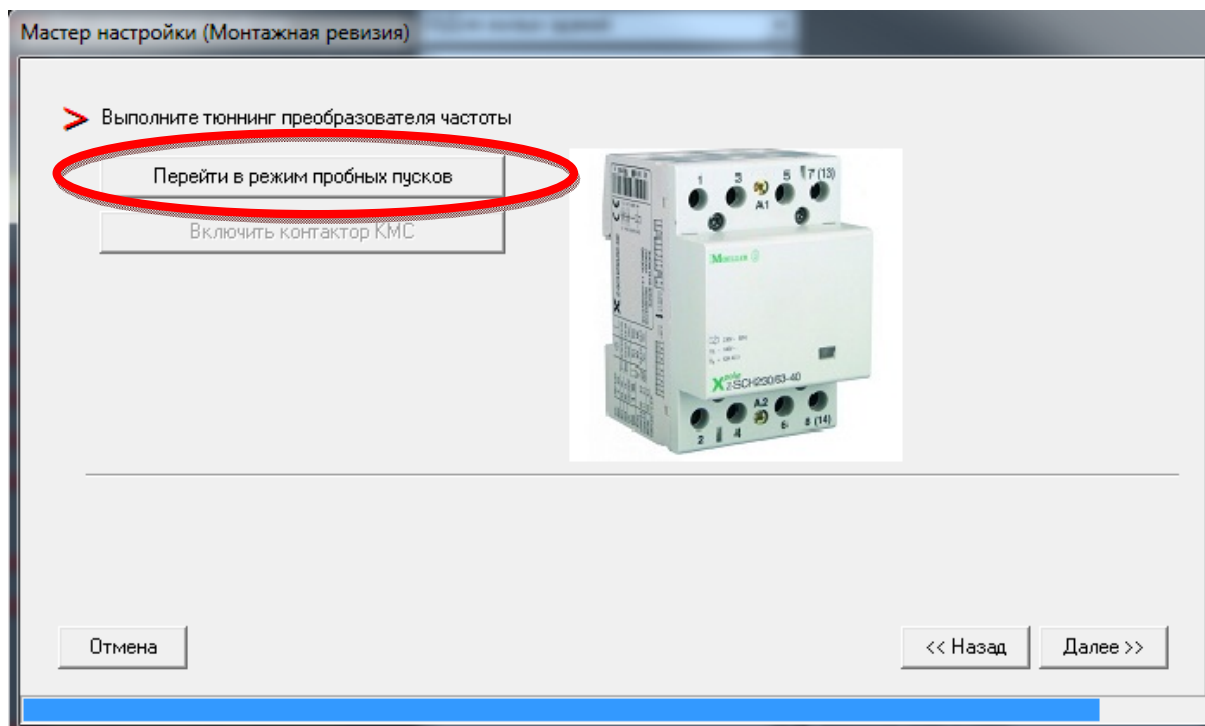 Мастер настройки (Монтажная ревизия)
Выполните тюннинг преобразователя частоты
Перейти в режим пробных пусков
Включить контактор КМС
1 3 5 7 (13)
A1
MOELLER
Xpole
Z-SCH230/63-40
A2
2 4 6 8 (14)
Отмена
<< Назад
Далее >>